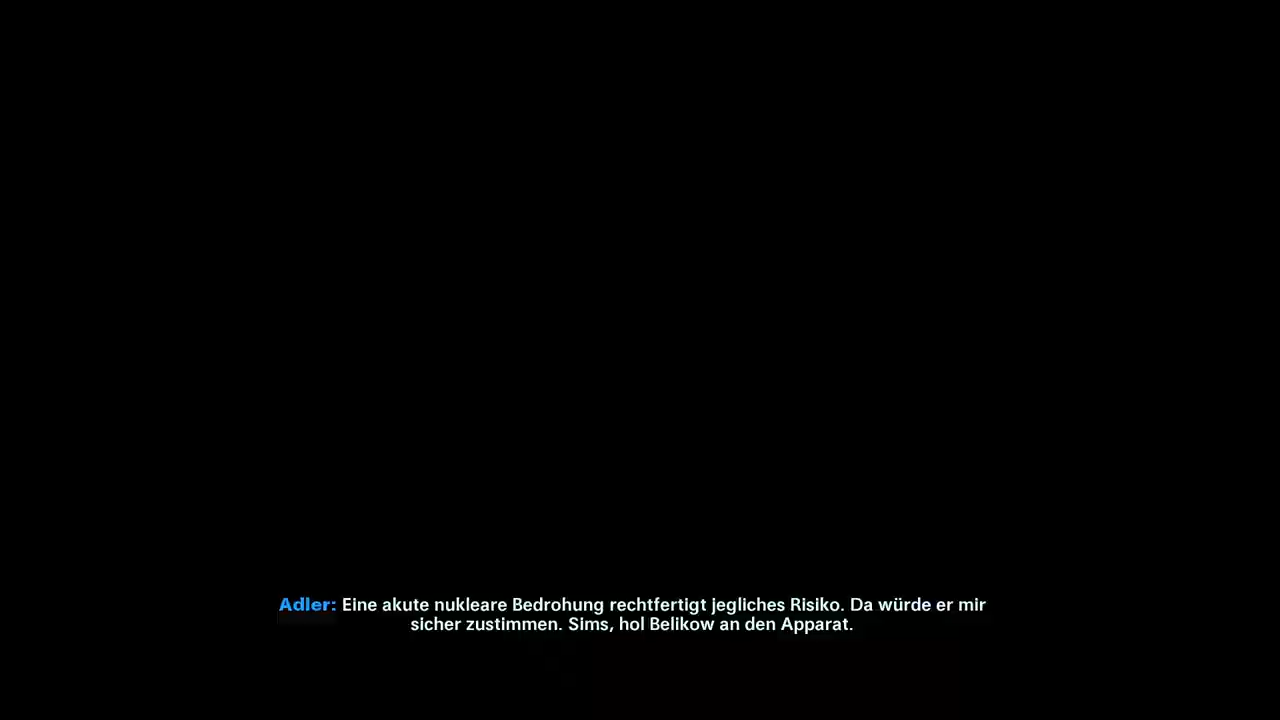 Adler: Eine akute nukleare Bedrohung rechtfertigt jegliches Risiko. Da würde er mir
sicher zustimmen. Sims, hol Belikow an den Apparat.